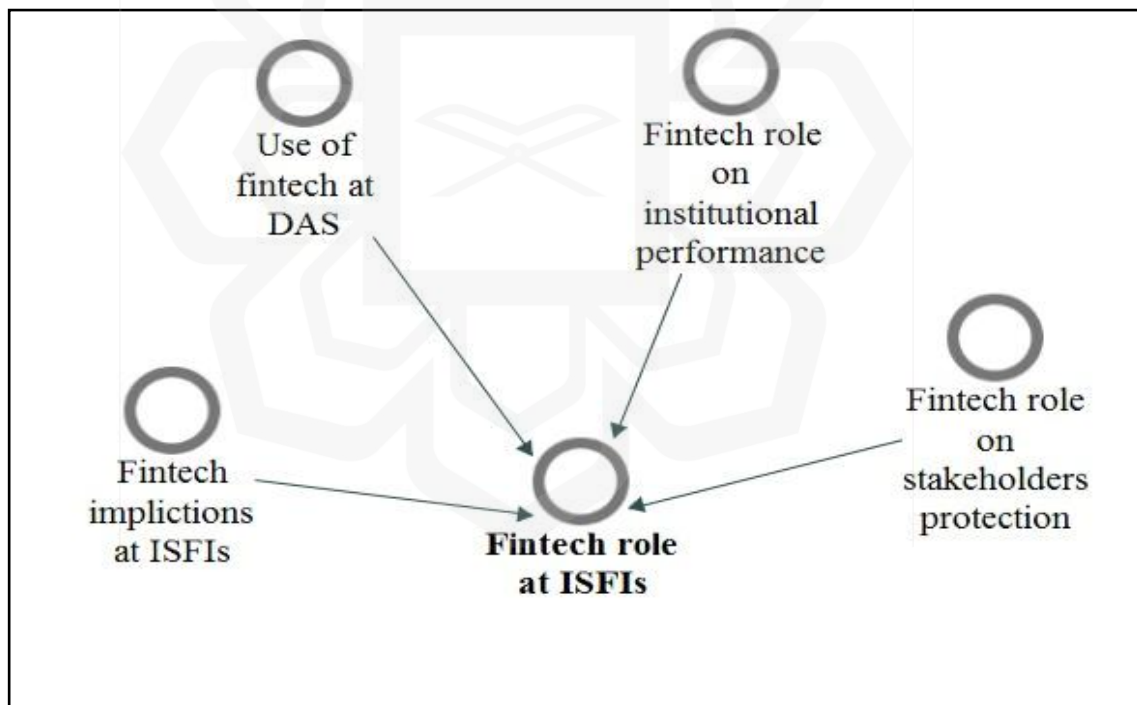 Use of
fintech at
DAS
Fintech role
on
institutional
performance
Fintech role
on
stakeholders
protection
Fintech
implictions
at ISFIs
Fintech role
at ISFIs